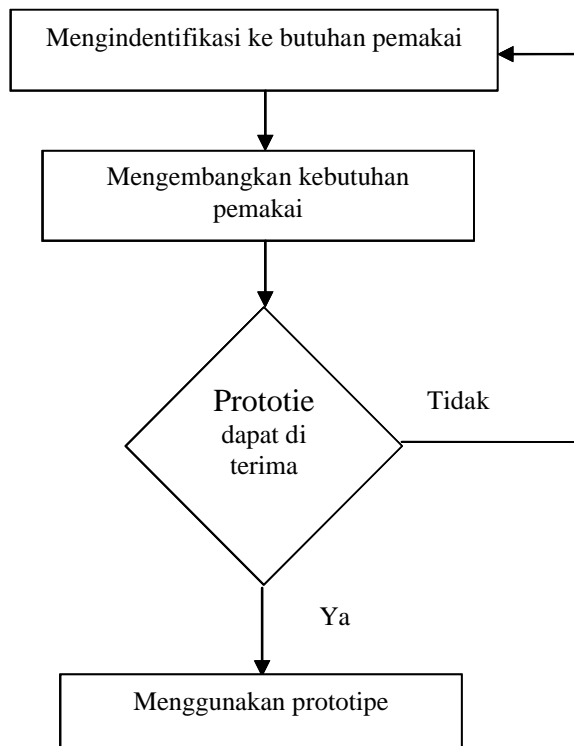 Mengindentifikasi ke butuhan pemakai
Mengembangkan kebutuhan
pemakai
Prototie
dapat di
terima
Tidak
Ya
Menggunakan prototipe